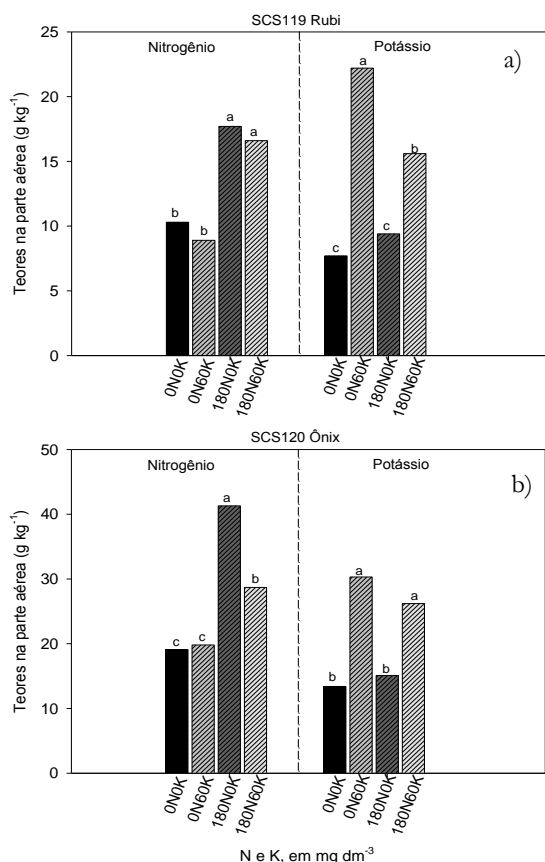 SCS119 Rubi
Nitrogênio Potássio a)
Teores na parte aérea (g kg⁻¹)
25
20
15
10
5
0
b b a a c a c b
0N0K 0N60K 180N0K 180N60K 0N0K 0N60K 180N0K 180N60K
SCS120 Ônix
Nitrogênio Potássio b)
Teores na parte aérea (g kg⁻¹)
50
40
30
20
10
0
c c a b b a b a
0N0K 0N60K 180N0K 180N60K 0N0K 0N60K 180N0K 180N60K
N e K, em mg dm⁻³